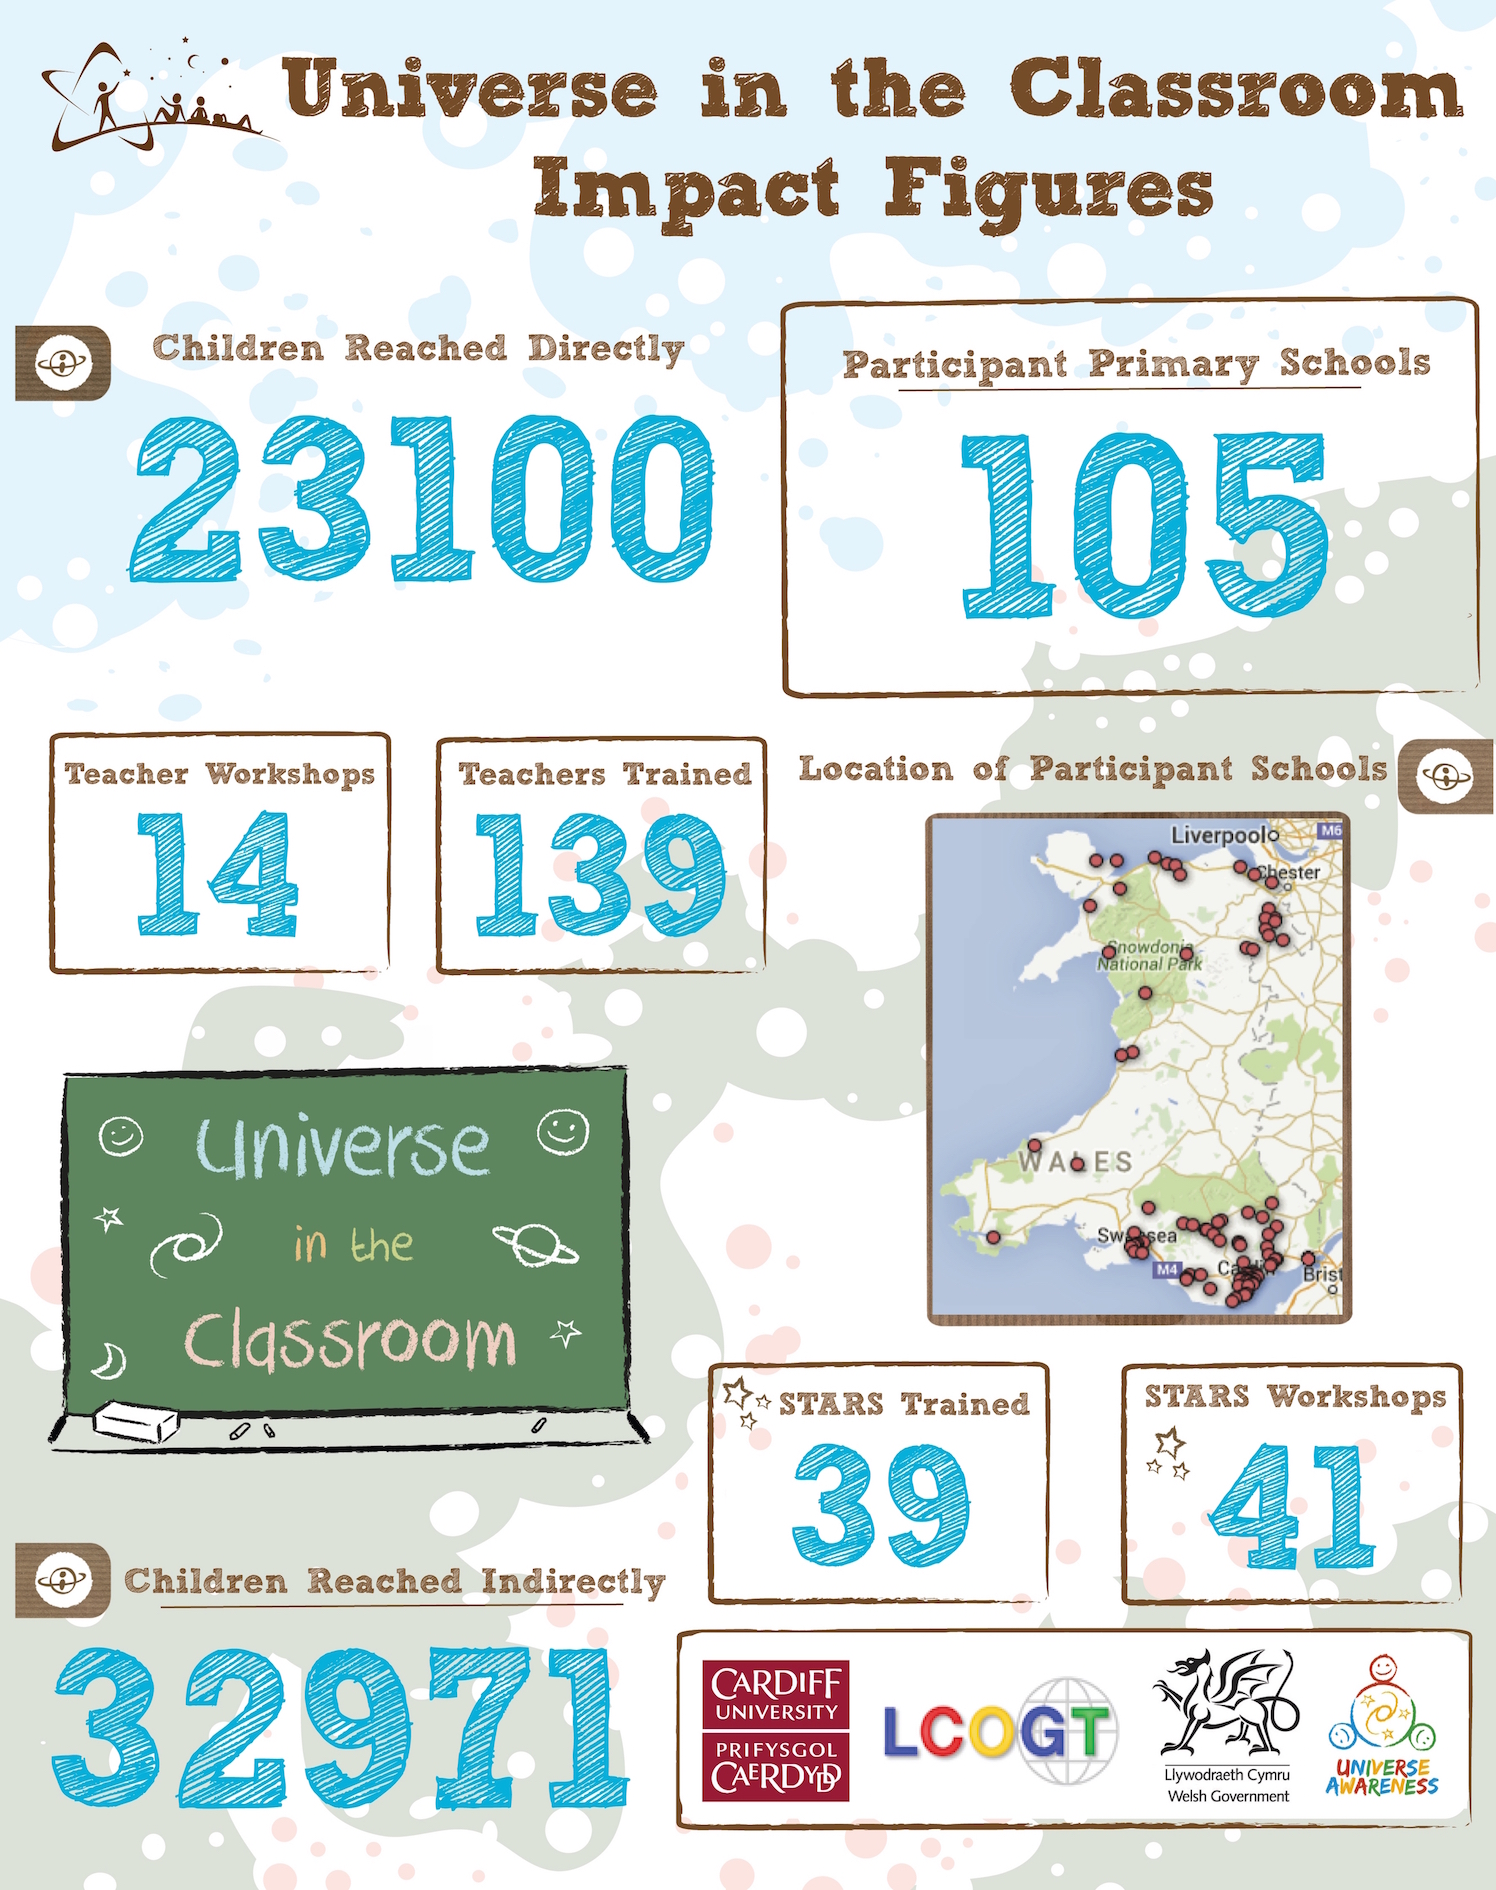 Universe in the Classroom
Impact Figures
Children Reached Directly
23100
Participant Primary Schools
105
Teacher Workshops
14
Teachers Trained
139
Location of Participant Schools
Liverpool
M6
Chester
Snowdonia
National Park
WALES
Swansea
M4
Cardiff
Brist
universe
in the
Classroom
STARS Trained
39
STARS Workshops
41
Children Reached Indirectly
32971
CARDIFF
UNIVERSITY
PRIFYSGOL
CAERDYDD
LCOGT
Llywodraeth Cymru
Welsh Government
UNIVERSE
AWARENESS